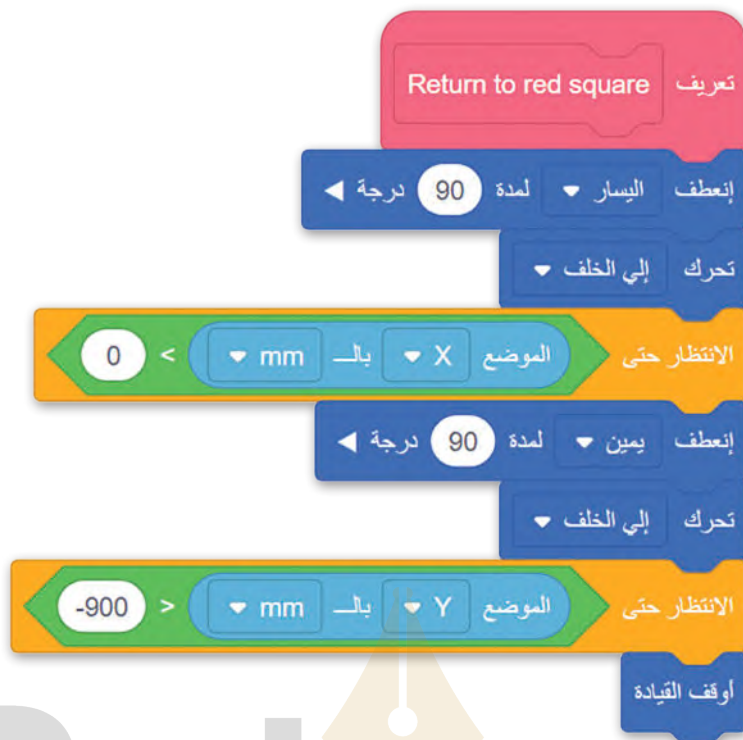 تعريف Return to red square
إنعطف اليسار لمدة 90 درجة
تحرك إلي الخلف
الانتظار حتى الموضع X بالـ mm < 0
إنعطف يمين لمدة 90 درجة
تحرك إلي الخلف
الانتظار حتى الموضع Y بالـ mm > -900
أوقف القيادة